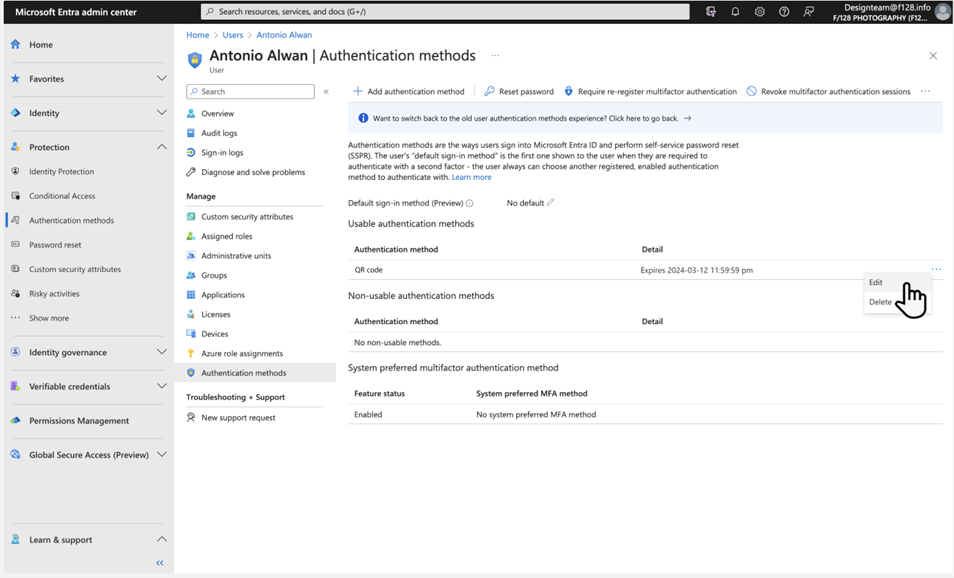 Microsoft Entra admin center
Search resources, services, and docs (G+/)
Designteam@f128.info
F/128 PHOTOGRAPHY (F12...
Home
Favorites
Identity
Protection
Identity Protection
Conditional Access
Authentication methods
Password reset
Custom security attributes
Risky activities
Show more
Identity governance
Verifiable credentials
Permissions Management
Global Secure Access (Preview)
Learn & support
Home > Users > Antonio Alwan
Antonio Alwan | Authentication methods ...
User
Search
Overview
Audit logs
Sign-in logs
Diagnose and solve problems
Manage
Custom security attributes
Assigned roles
Administrative units
Groups
Applications
Licenses
Devices
Azure role assignments
Authentication methods
Troubleshooting + Support
New support request
Add authentication method | Reset password Require re-register multifactor authentication Revoke multifactor authentication sessions ...
Want to switch back to the old user authentication methods experience? Click here to go back. →
Authentication methods are the ways users sign into Microsoft Entra ID and perform self-service password reset
(SSPR). The user's "default sign-in method" is the first one shown to the user when they are required to
authenticate with a second factor - the user always can choose another registered, enabled authentication
method to authenticate with. Learn more
Default sign-in method (Preview) No default
Usable authentication methods
Authentication method Detail
QR code Expires 2024-03-12 11:59:59 pm ...
Edit
Delete
Non-usable authentication methods
Authentication method Detail
No non-usable methods.
System preferred multifactor authentication method
Feature status System preferred MFA method
Enabled No system preferred MFA method